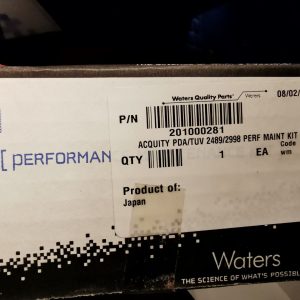 Waters Quality Parts
Waters
08/02/
P/N
201000281
ACQUITY PDA/TUV 2489/2998 PERF MAINT KIT
[ PERFORMAN
Code
QTY 1 EA wm
Product of:
Japan
Waters
THE SCIENCE OF WHAT'S POSSIBL